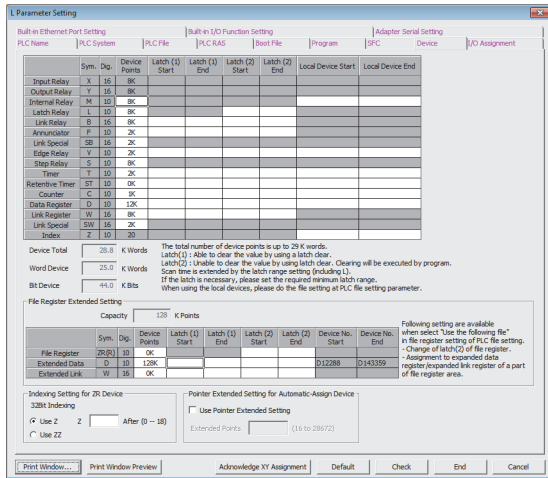 L Parameter Setting
Built-in Ethernet Port Setting Built-in I/O Function Setting Adapter Serial Setting
PLC Name PLC System PLC File PLC RAS Boot File Program SFC Device I/O Assignment
Sym. Dig. Device Points Latch (1) Start Latch (1) End Latch (2) Start Latch (2) End Local Device Start Local Device End
Input Relay X 16 8K
Output Relay Y 16 8K
Internal Relay M 10 8K
Latch Relay L 10 8K
Link Relay B 16 8K
Annunciator F 10 2K
Link Special SB 16 2K
Edge Relay V 10 2K
Step Relay S 10 8K
Timer T 10 2K
Retentive Timer ST 10 0K
Counter C 10 1K
Data Register D 10 12K
Link Register W 16 8K
Link Special SW 16 2K
Index Z 10 20
Device Total 28.8 K Words
Word Device 25.0 K Words
Bit Device 44.0 K Bits
The total number of device points is up to 29 K words.
Latch(1) : Able to clear the value by using a latch clear.
Latch(2) : Unable to clear the value by using a latch clear. Clearing will be executed by program.
Scan time is extended by the latch range setting (including L).
If the latch is necessary, please set the required minimum latch range.
When using the local devices, please do the file setting at PLC file setting parameter.
File Register Extended Setting
Capacity 128 K Points
Sym. Dig. Device Points Latch (1) Start Latch (1) End Latch (2) Start Latch (2) End Device No. Start Device No. End
File Register ZR(R) 10 0K
Extended Data D 10 128K D12288 D143359
Extended Link W 16 0K
Following setting are available
when select "Use the following file"
in file register setting of PLC file setting.
- Change of latch(2) of file register.
- Assignment to expanded data
register/expanded link register of a part
of file register area.
Indexing Setting for ZR Device
32Bit Indexing
Use Z Z After (0 -- 18)
Use ZZ
Pointer Extended Setting for Automatic-Assign Device
Use Pointer Extended Setting
Extended Points (16 to 28672)
Print Window... Print Window Preview Acknowledge XY Assignment Default Check End Cancel